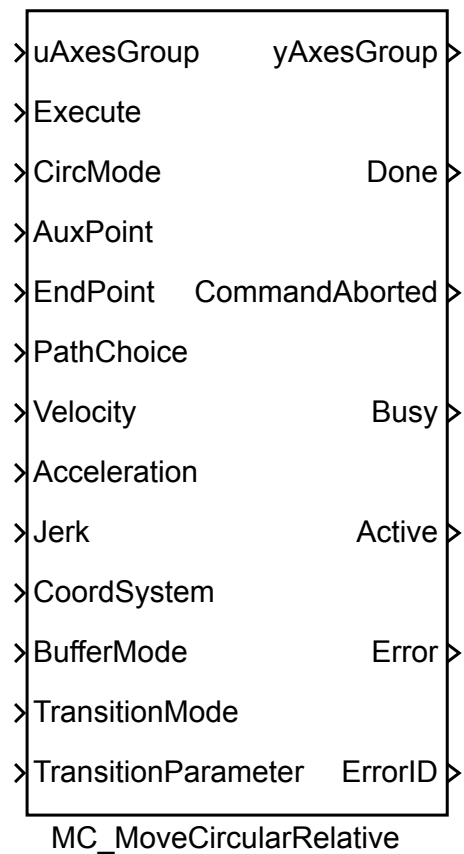 uAxesGroup yAxesGroup
Execute
CircMode Done
AuxPoint
EndPoint CommandAborted
PathChoice
Velocity Busy
Acceleration
Jerk Active
CoordSystem
BufferMode Error
TransitionMode
TransitionParameter ErrorID
MC_MoveCircularRelative